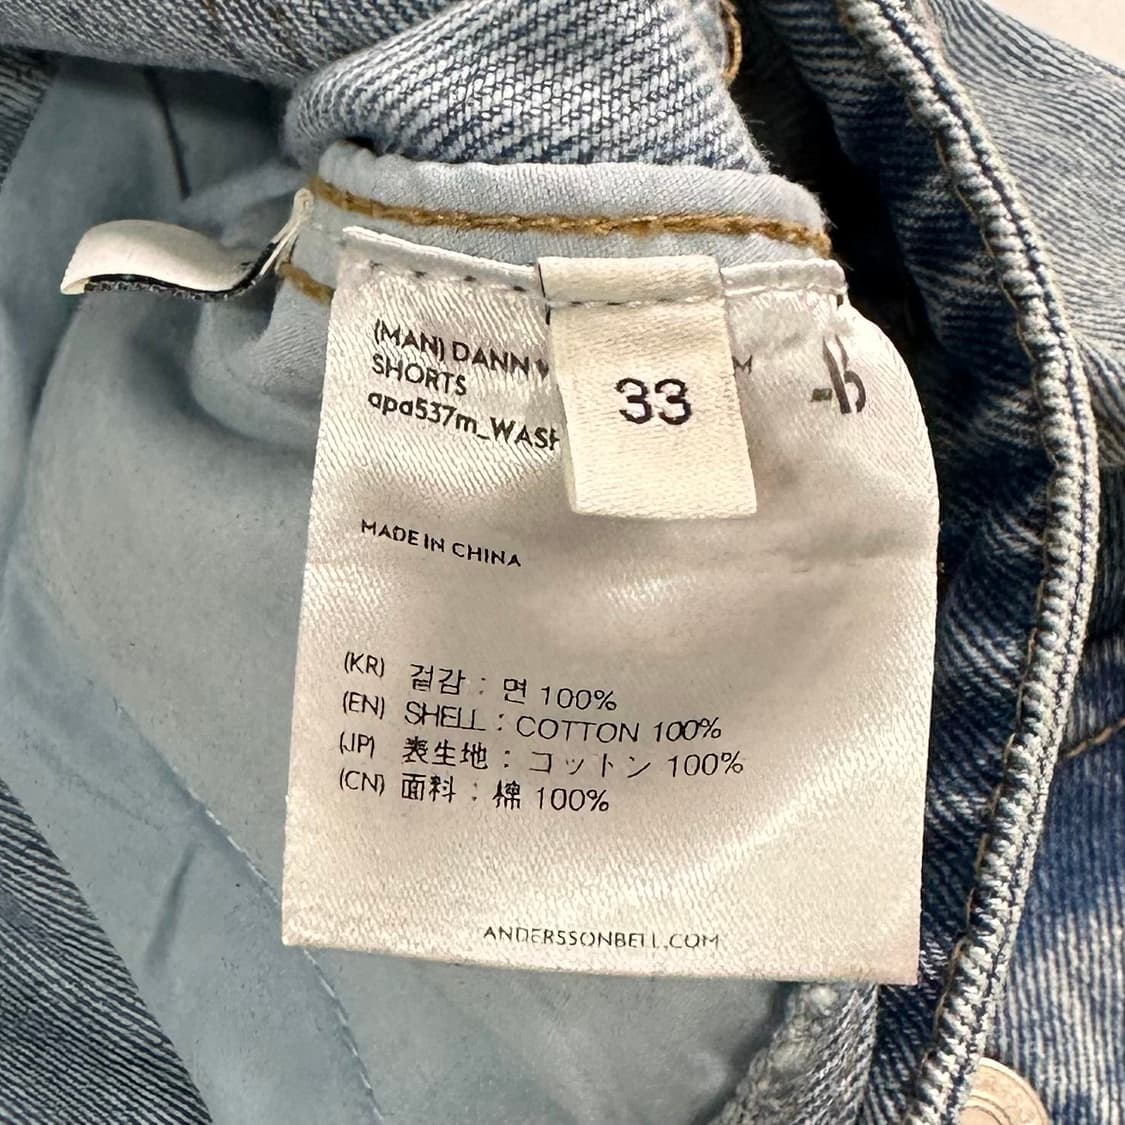 (MAN) DANN
SHORTS
apa537m_WASH
33
MADE IN CHINA
(KR) 겉감 : 면 100%
(EN) SHELL : COTTON 100%
(JP) 表生地 : コットン 100%
(CN) 面料 : 棉 100%
ANDERSSONBELL.COM